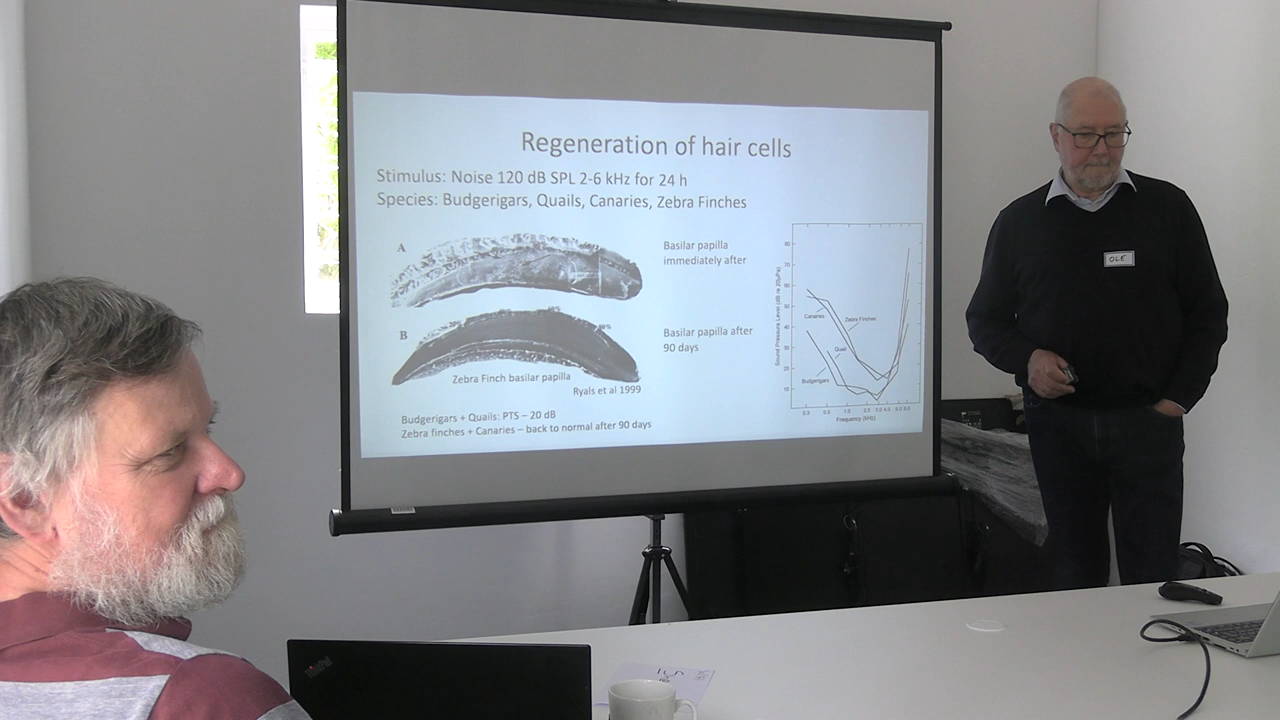 Regeneration of hair cells
Stimulus: Noise 120 dB SPL 2-6 kHz for 24 h
Species: Budgerigars, Quails, Canaries, Zebra Finches
A
Basilar papilla
immediately after
B
Basilar papilla after
90 days
Zebra Finch basilar papilla
Ryals et al 1999
Budgerigars + Quails: PTS – 20 dB
Zebra finches + Canaries – back to normal after 90 days
Sound Pressure Level (dB re 20µPa)
Canaries
Zebra Finches
Quail
Budgerigars
Frequency (kHz)
OLE
ThinkPad